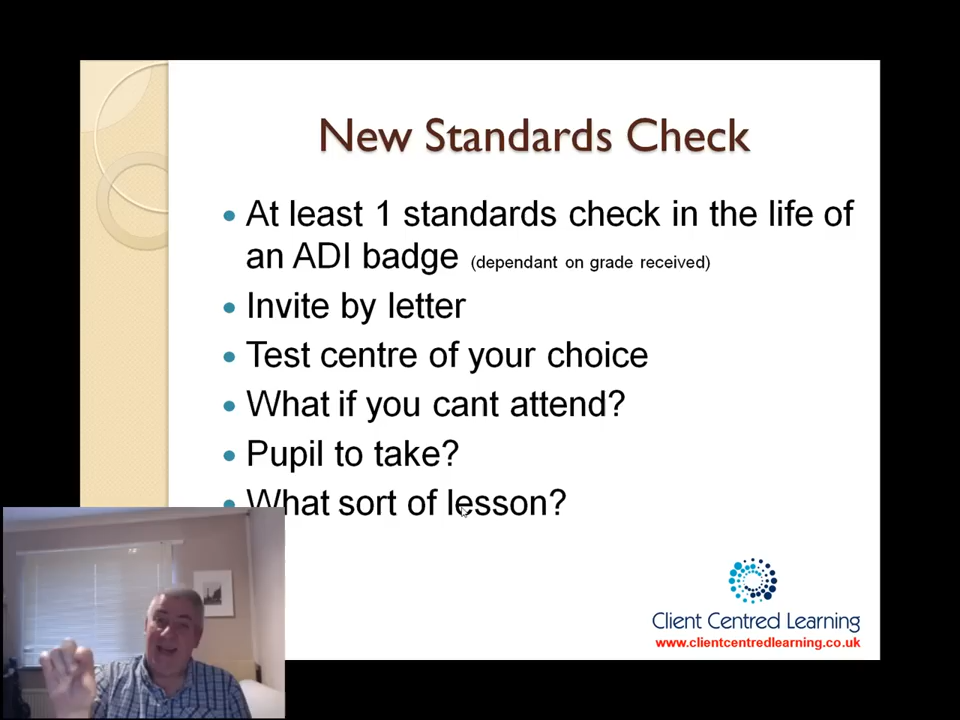 New Standards Check
• At least 1 standards check in the life of
an ADI badge (dependant on grade received)
• Invite by letter
• Test centre of your choice
• What if you cant attend?
• Pupil to take?
• What sort of lesson?
Client Centred Learning
www.clientcentredlearning.co.uk